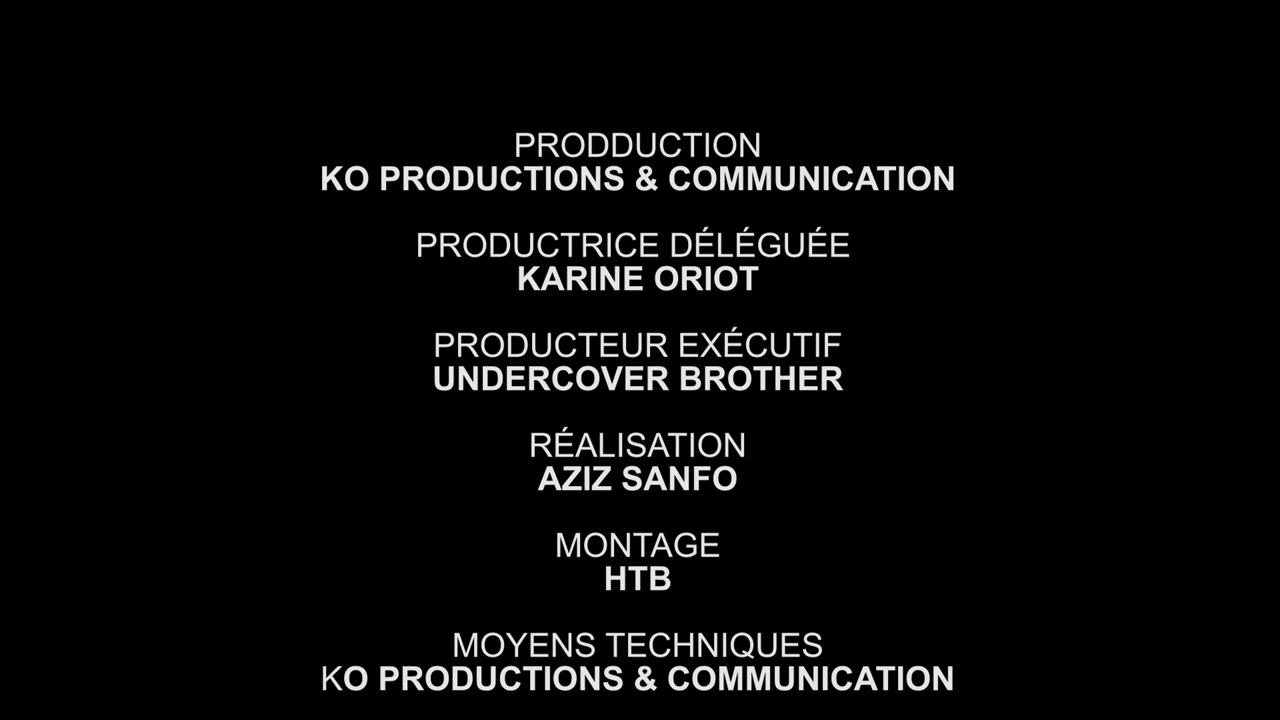 PRODDUCTION
KO PRODUCTIONS & COMMUNICATION
PRODUCTRICE DÉLÉGUÉE
KARINE ORIOT
PRODUCTEUR EXÉCUTIF
UNDERCOVER BROTHER
RÉALISATION
AZIZ SANFO
MONTAGE
HTB
MOYENS TECHNIQUES
KO PRODUCTIONS & COMMUNICATION